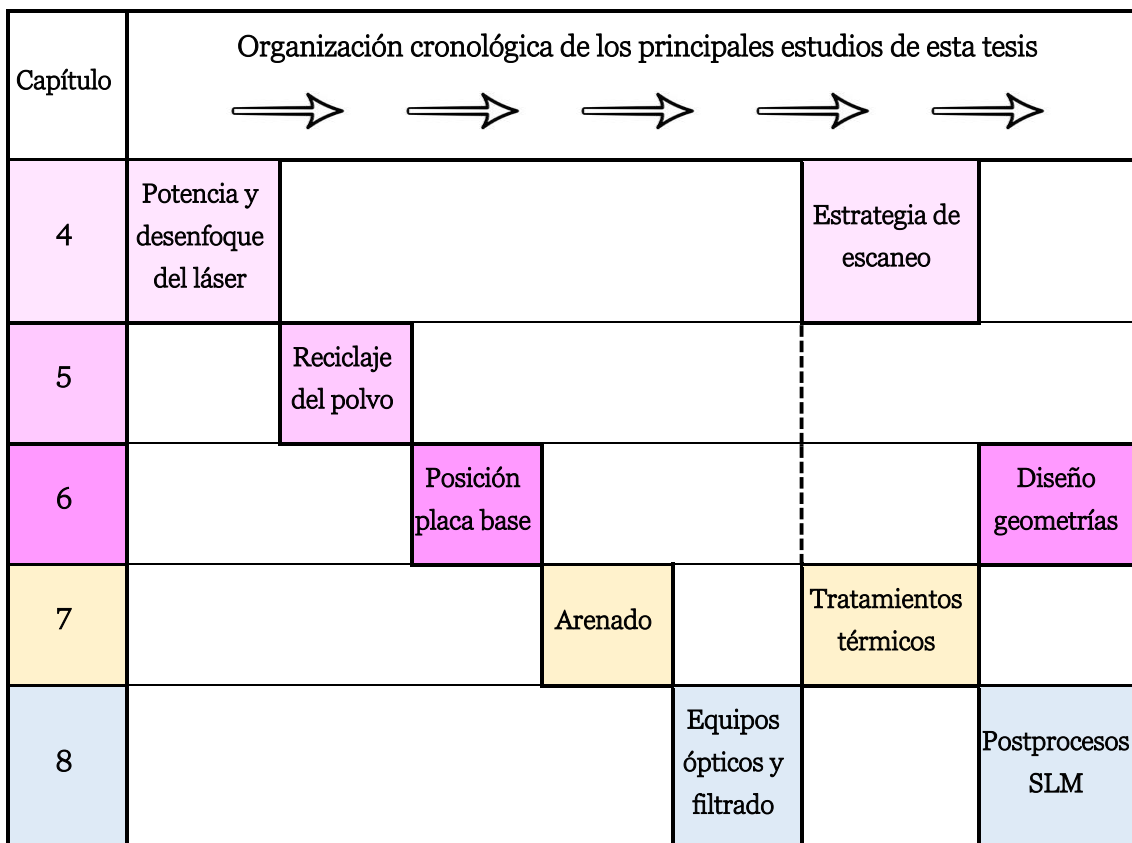 Organización cronológica de los principales estudios de esta tesis
Capítulo
4
Potencia y
desenfoque
del láser
Estrategia de
escaneo
5
Reciclaje
del polvo
6
Posición
placa base
Diseño
geometrías
7
Arenado
Tratamientos
térmicos
8
Equipos
ópticos y
filtrado
Postprocesos
SLM